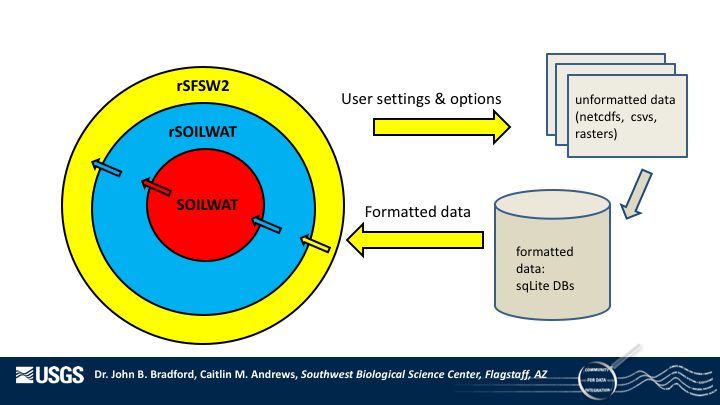 rSFSW2
rSOILWAT
SOILWAT
User settings & options
unformatted data
(netcdfs, csvs,
rasters)
Formatted data
formatted
data:
sqLite DBs
USGS
Dr. John B. Bradford, Caitlin M. Andrews, Southwest Biological Science Center, Flagstaff, AZ
COMMUNITY
FOR DATA
INTEGRATION